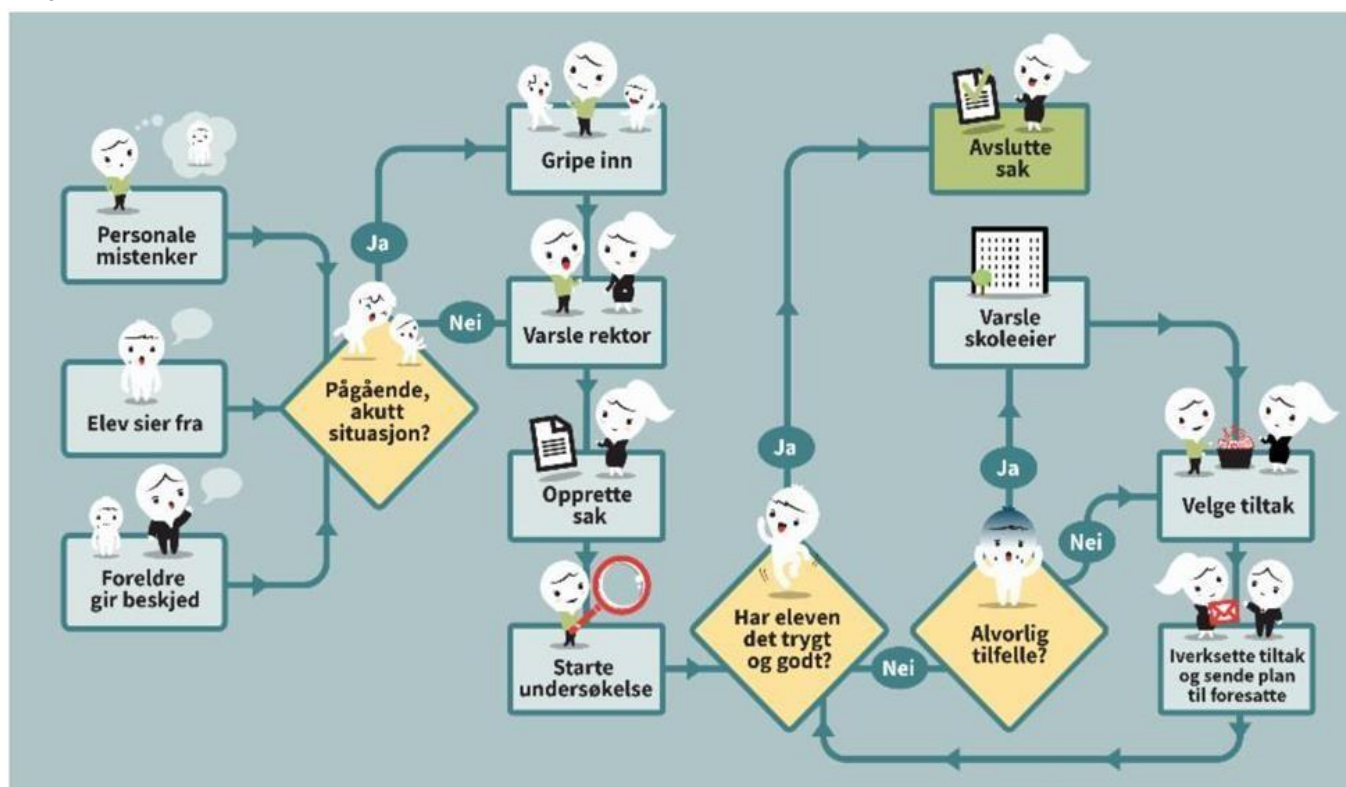 Personale
mistenker
Elev sier fra
Foreldre
gir beskjed
Pågående,
akutt
situasjon?
Ja
Nei
Gripe inn
Varsle rektor
Opprette
sak
Starte
undersøkelse
Har eleven
det trygt
og godt?
Ja
Nei
Avslutte
sak
Alvorlig
tilfelle?
Ja
Nei
Varsle
skoleeier
Velge tiltak
Iverksette tiltak
og sende plan
til foresatte